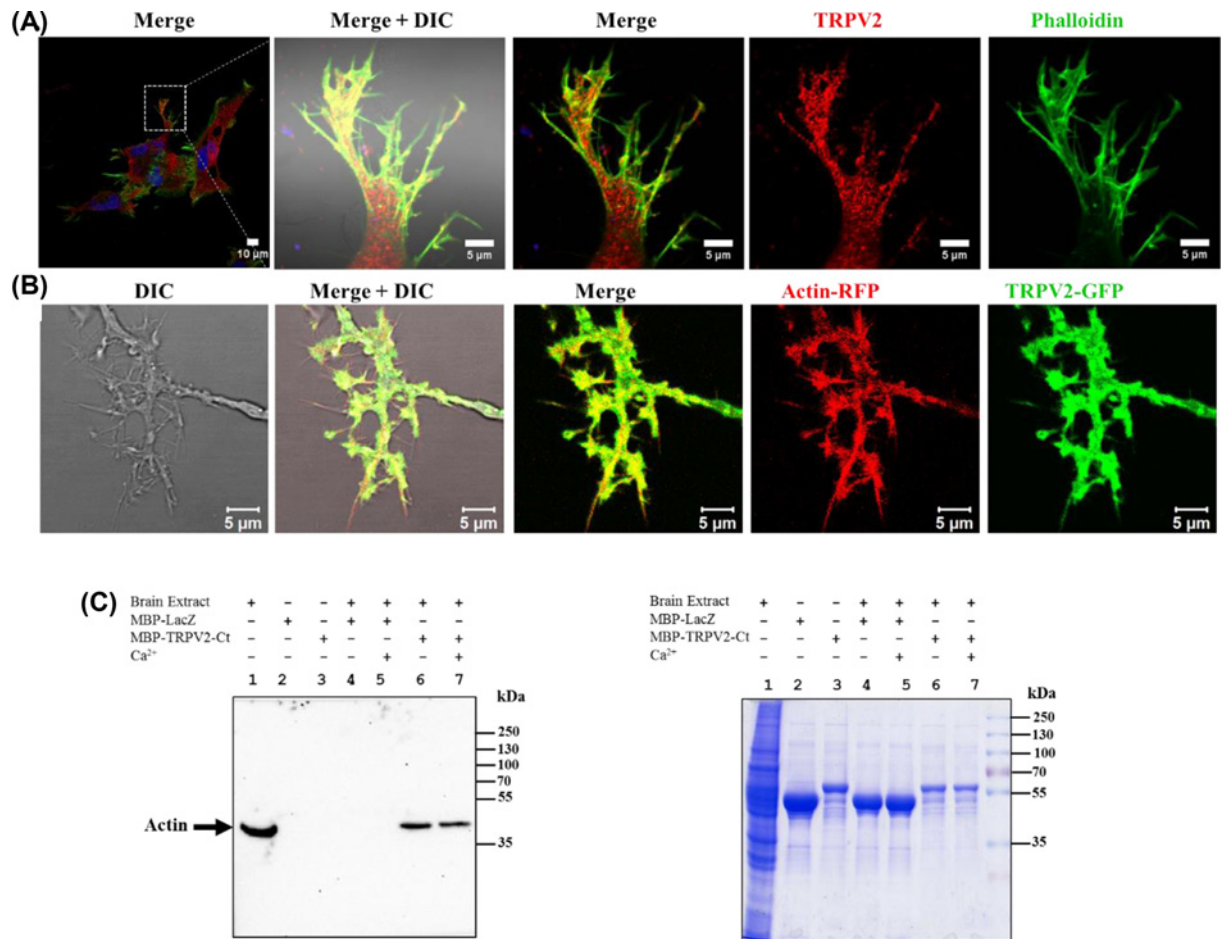 (A) Merge Merge + DIC Merge TRPV2 Phalloidin
10 μm 5 μm 5 μm 5 μm 5 μm
(B) DIC Merge + DIC Merge Actin-RFP TRPV2-GFP
5 μm 5 μm 5 μm 5 μm 5 μm
(C)
Brain Extract + – – + + + +
MBP-LacZ – + – + + – –
MBP-TRPV2-Ct – – + – – + +
Ca2+ – – – – + – +
1 2 3 4 5 6 7
kDa
250
130
100
70
55
35
Actin
Brain Extract + – – + + + +
MBP-LacZ – + – + + – –
MBP-TRPV2-Ct – – + – – + +
Ca2+ – – – – + – +
1 2 3 4 5 6 7
kDa
250
130
100
70
55
35